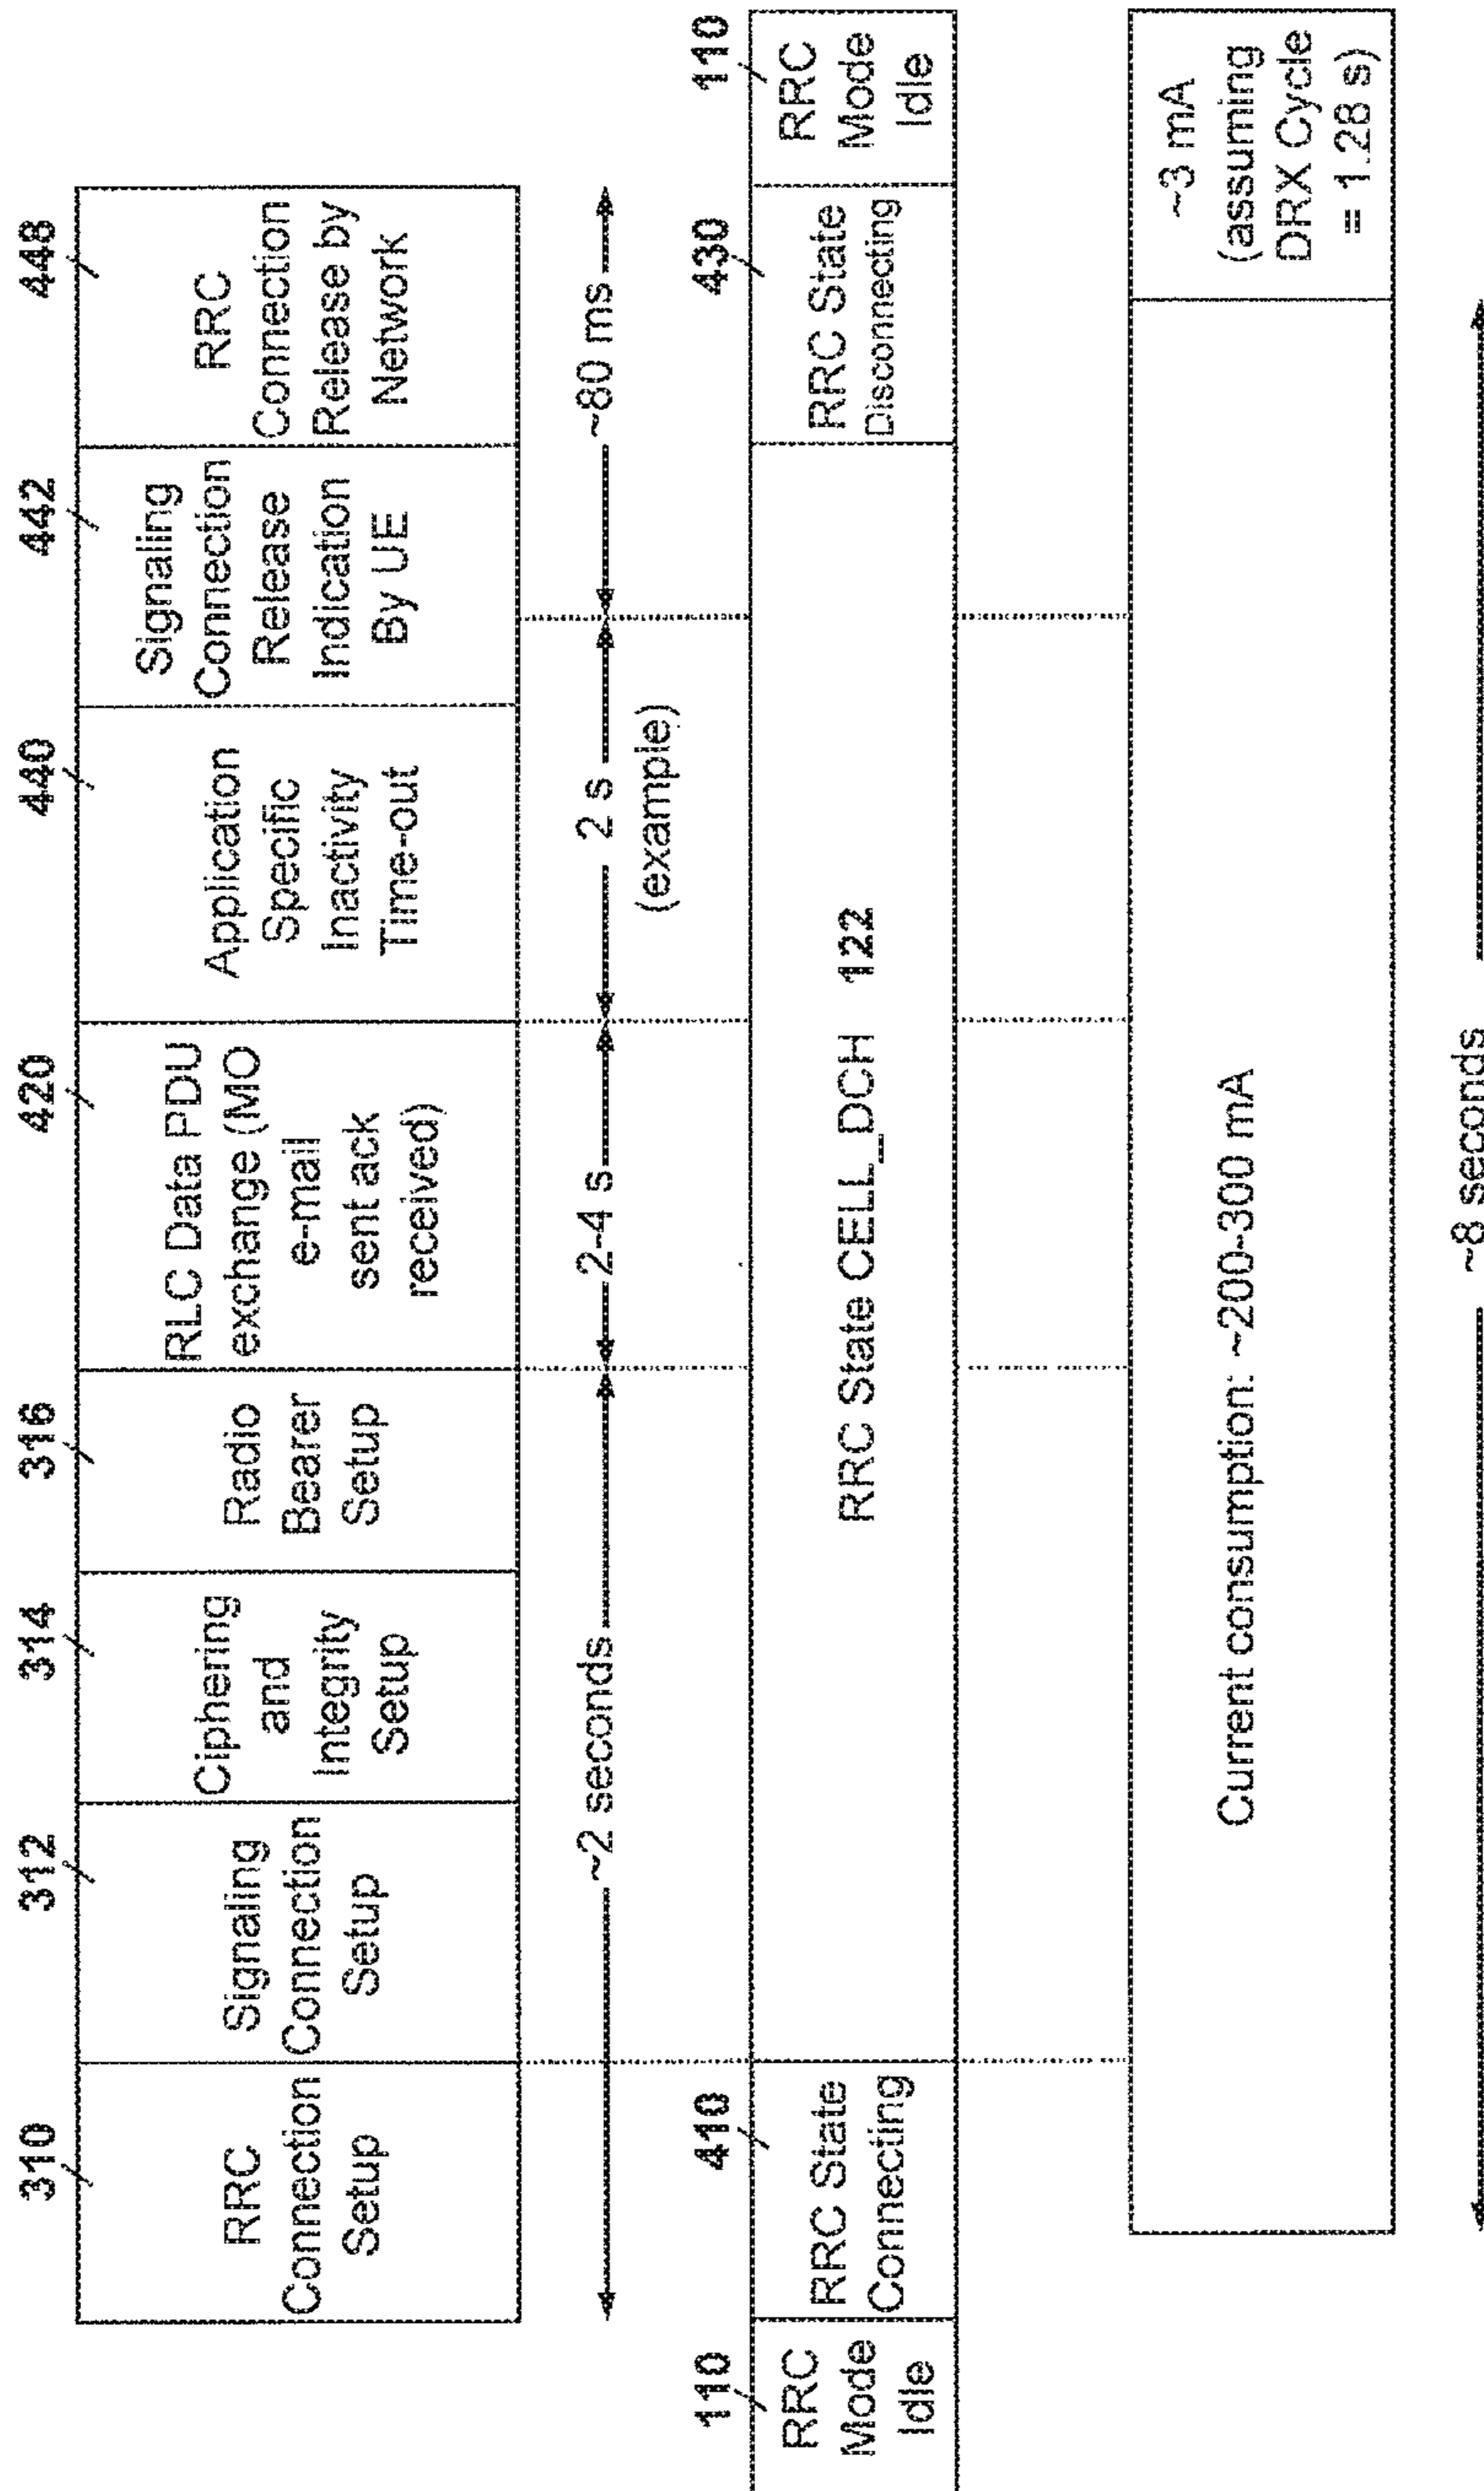 310
312
314
316
420
440
442
448
RRC
Connection
Setup
Signaling
Connection
Setup
Ciphering
and
Integrity
Setup
Radio
Bearer
Setup
RLC Data PDU
exchange (MO
e-mail
sent ack
received)
Application
Specific
Inactivity
Time-out
Signaling
Connection
Release
Indication
By UE
RRC
Connection
Release by
Network
~2 seconds
2-4 s
2 s
(example)
~80 ms
110
410
430
110
RRC
Mode
Idle
RRC State
Connecting
RRC State CELL_DCH 122
RRC State
Disconnecting
RRC
Mode
Idle
Current consumption: ~200-300 mA
~3 mA
(assuming
DRX Cycle
= 1.28 s)
~8 seconds